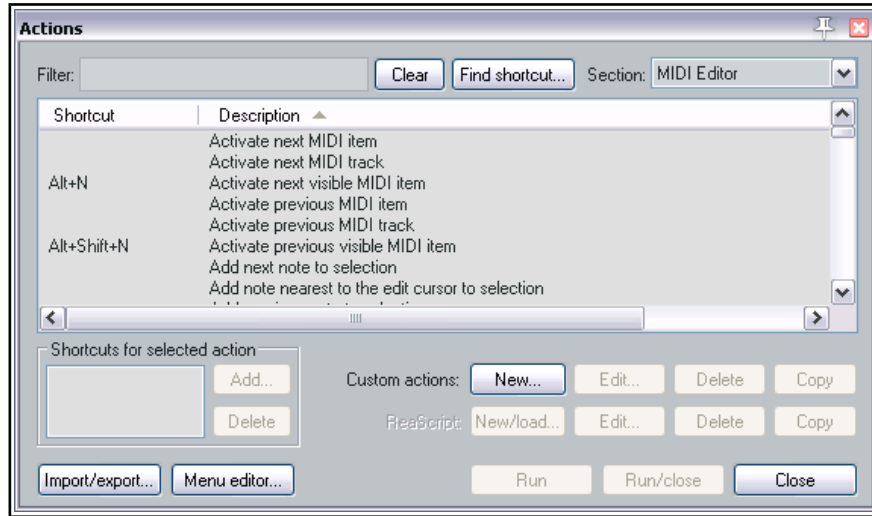 Actions
Filter: Clear Find shortcut... Section: MIDI Editor
Shortcut Description
Activate next MIDI item
Activate next MIDI track
Alt+N Activate next visible MIDI item
Activate previous MIDI item
Activate previous MIDI track
Alt+Shift+N Activate previous visible MIDI item
Add next note to selection
Add note nearest to the edit cursor to selection
Shortcuts for selected action
Add... Custom actions: New... Edit... Delete Copy
Delete ReaScript: New/load... Edit... Delete Copy
Import/export... Menu editor... Run Run/close Close